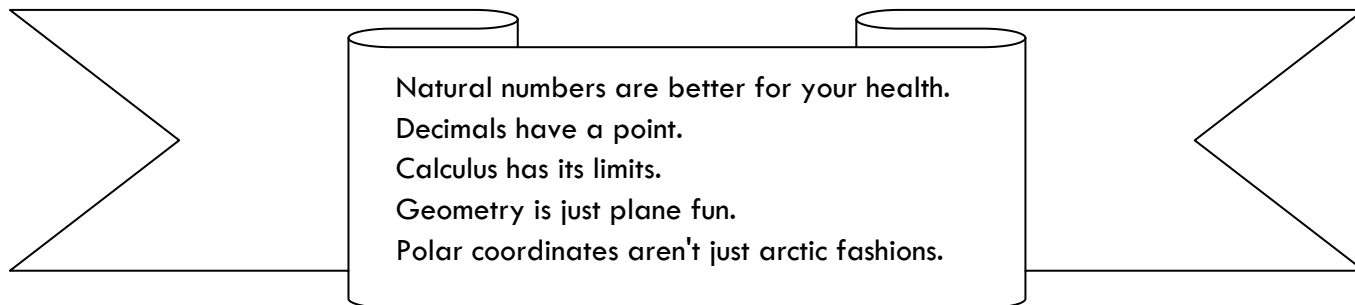 Natural numbers are better for your health.
Decimals have a point.
Calculus has its limits.
Geometry is just plane fun.
Polar coordinates aren't just arctic fashions.